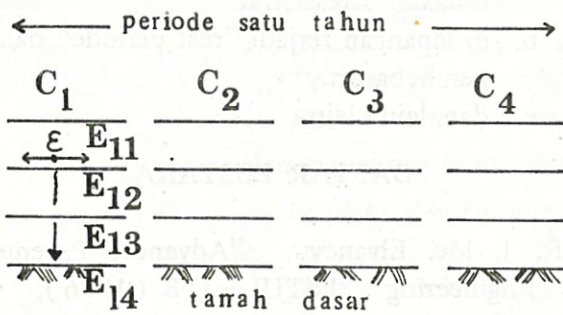 periode satu tahun
C1 C2 C3 C4
ε E11
E12
E13
E14
tanah dasar